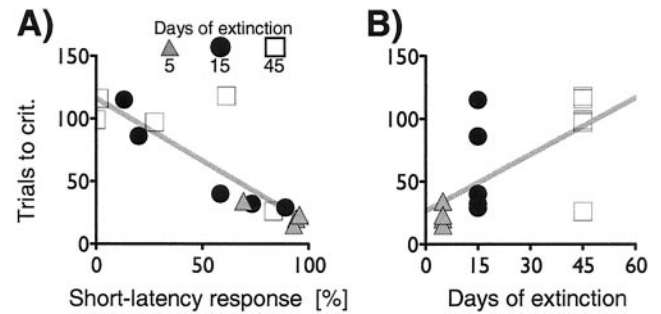 A)
Days of extinction
5 15 45
150
100
50
0
Trials to crit.
0 50 100
Short-latency response [%]
B)
150
100
50
0
0 15 30 45 60
Days of extinction